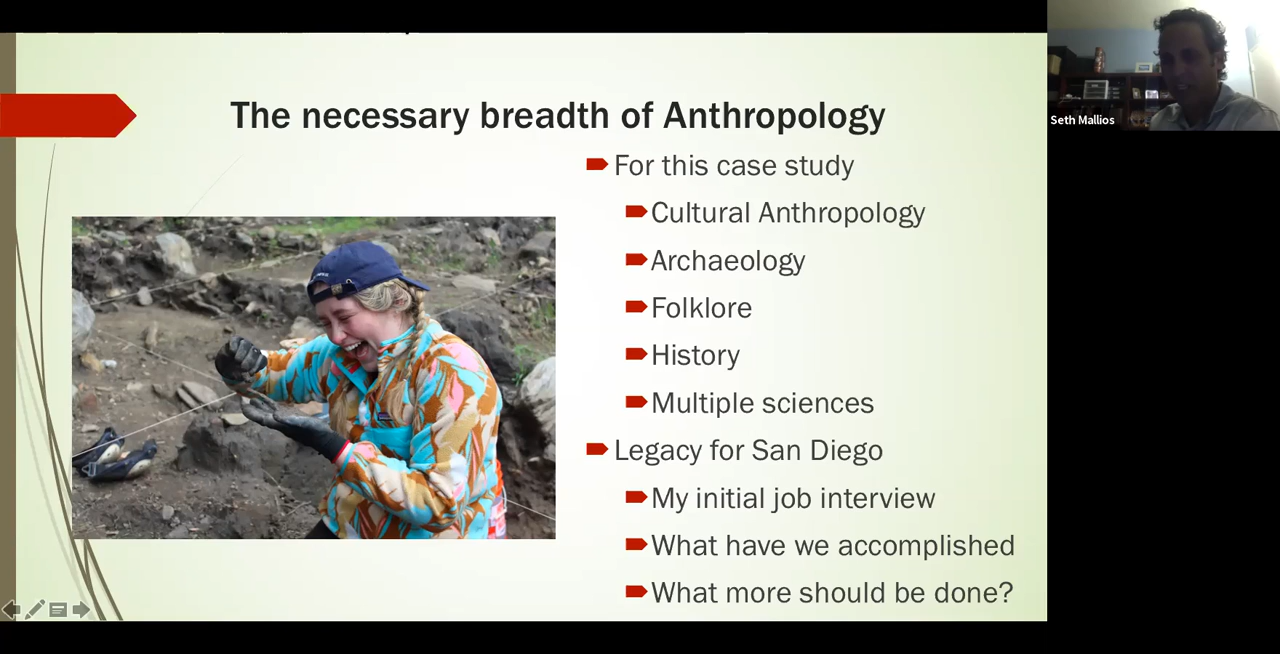 The necessary breadth of Anthropology
For this case study
Cultural Anthropology
Archaeology
Folklore
History
Multiple sciences
Legacy for San Diego
My initial job interview
What have we accomplished
What more should be done?
Seth Mallios